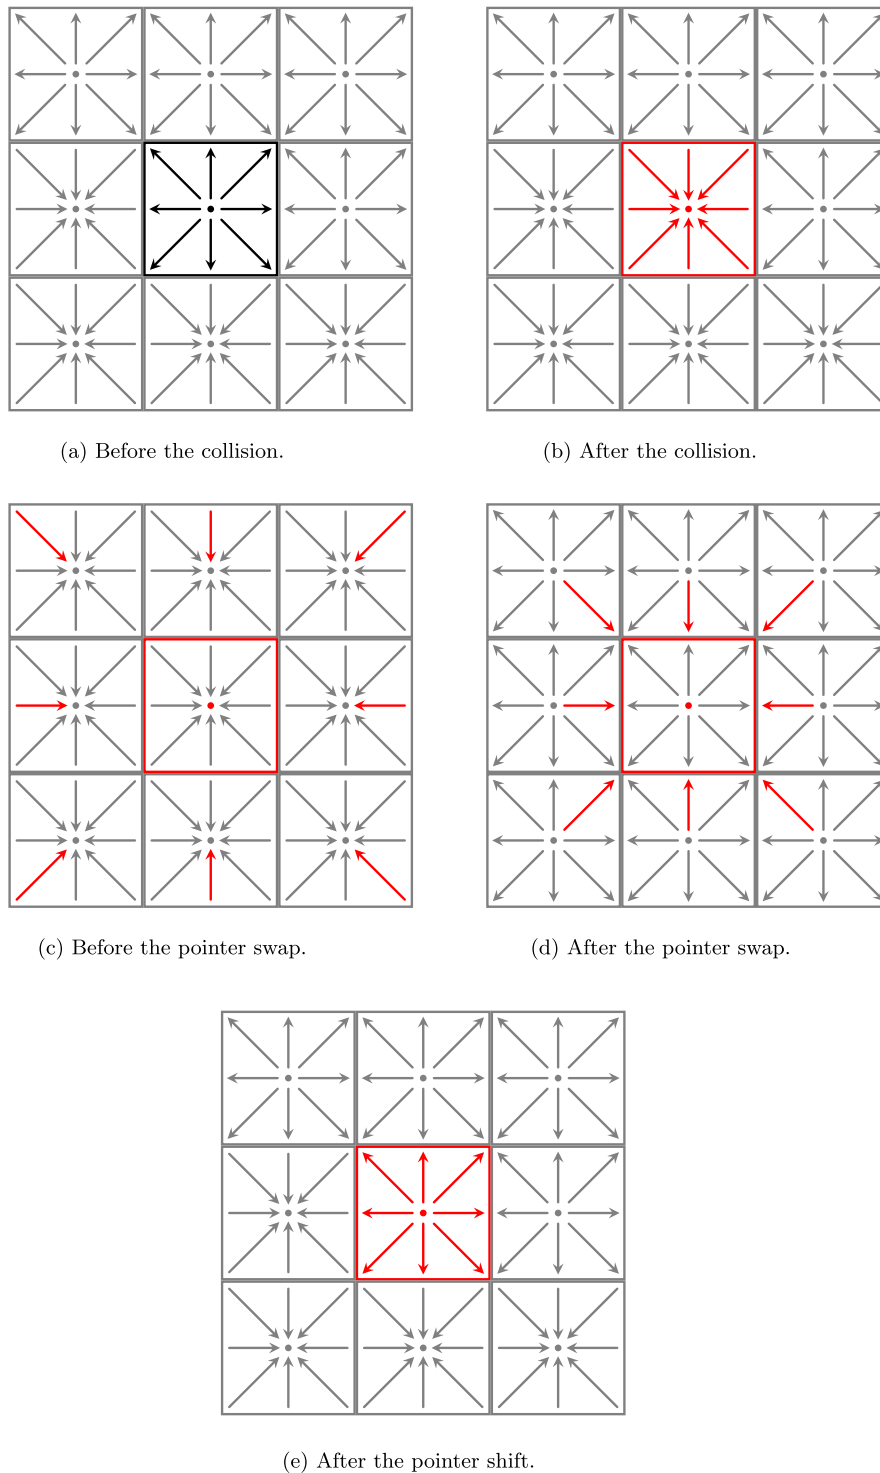 (a) Before the collision.
(b) After the collision.
(c) Before the pointer swap.
(d) After the pointer swap.
(e) After the pointer shift.